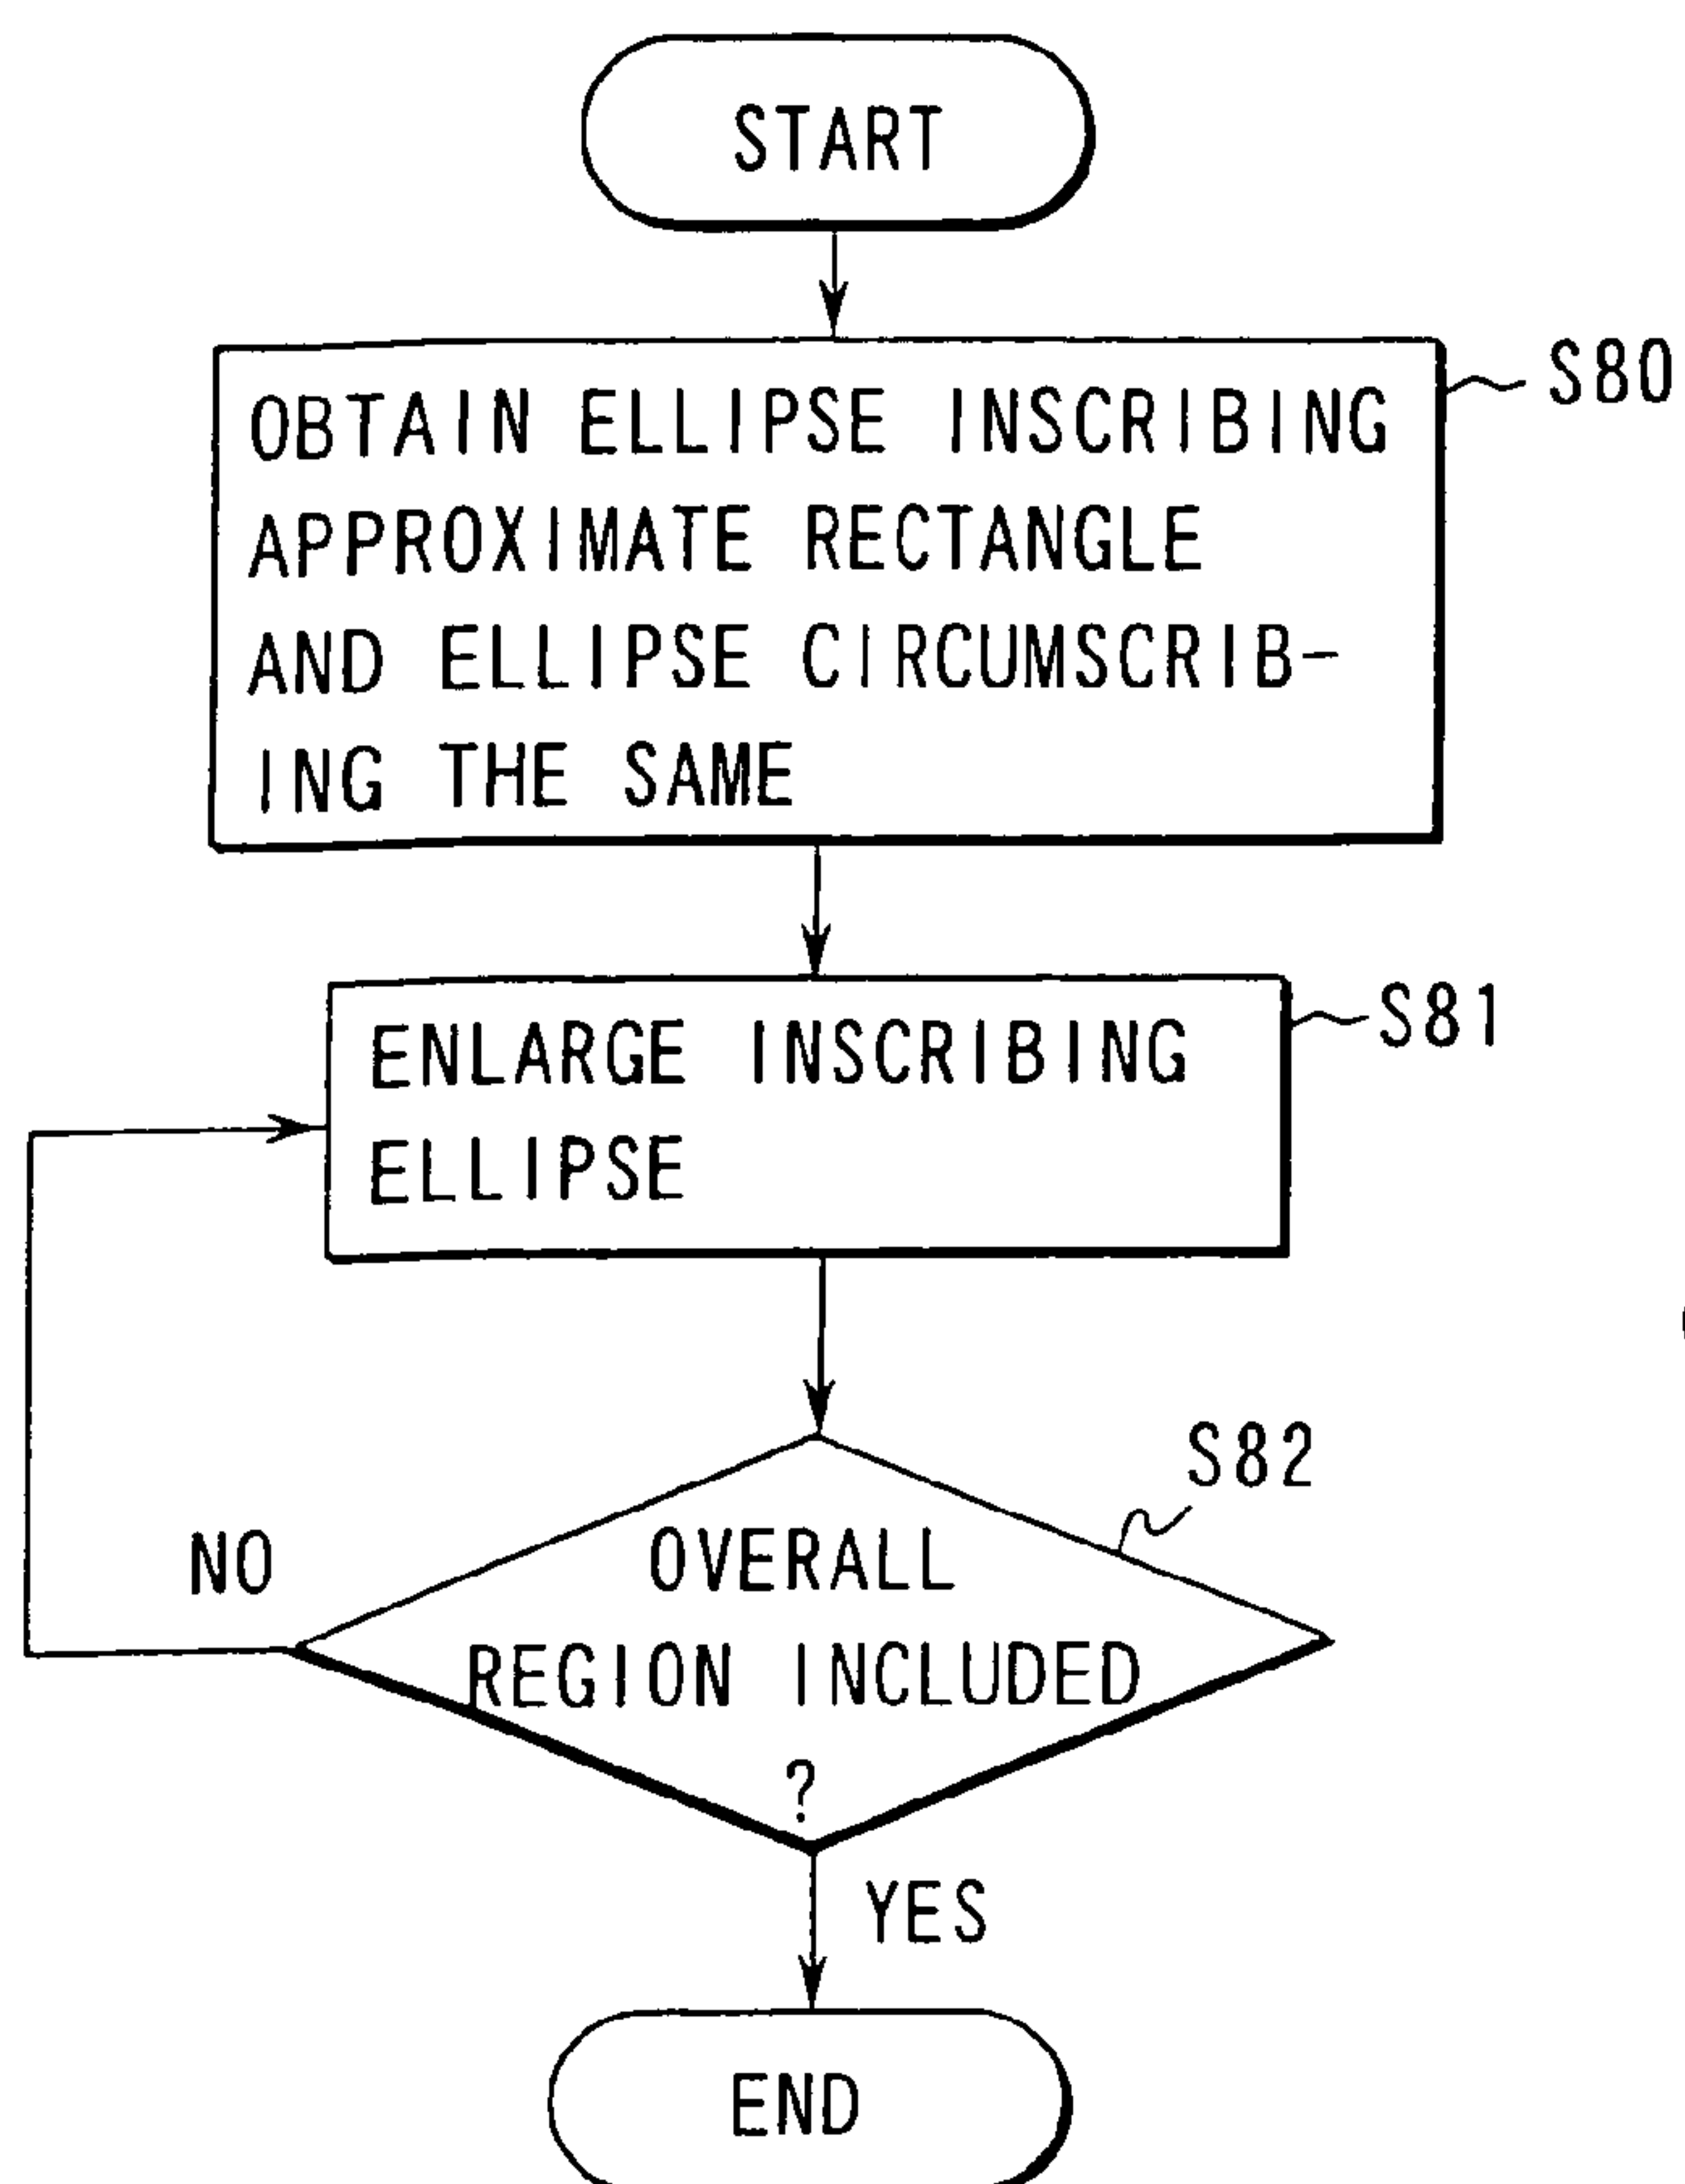 START
S80
OBTAIN ELLIPSE INSCRIBING
APPROXIMATE RECTANGLE
AND ELLIPSE CIRCUMSCRIB-
ING THE SAME
S81
ENLARGE INSCRIBING
ELLIPSE
S82
NO
OVERALL
REGION INCLUDED
?
YES
END